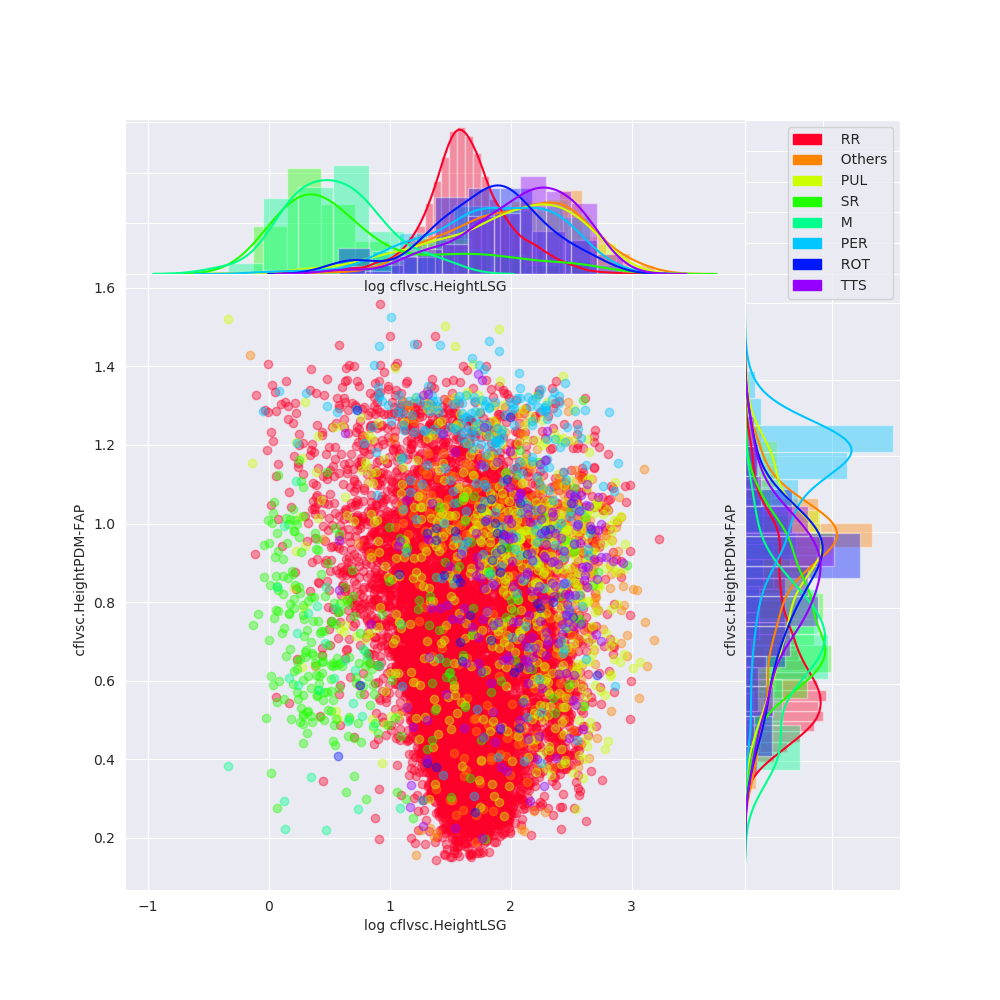 RR
Others
PUL
SR
M
PER
ROT
TTS
log cflvsc.HeightLSG
1.6
1.4
1.2
1.0
0.8
0.6
0.4
0.2
cflvsc.HeightPDM-FAP
cflvsc.HeightPDM-FAP
−1 0 1 2 3
log cflvsc.HeightLSG